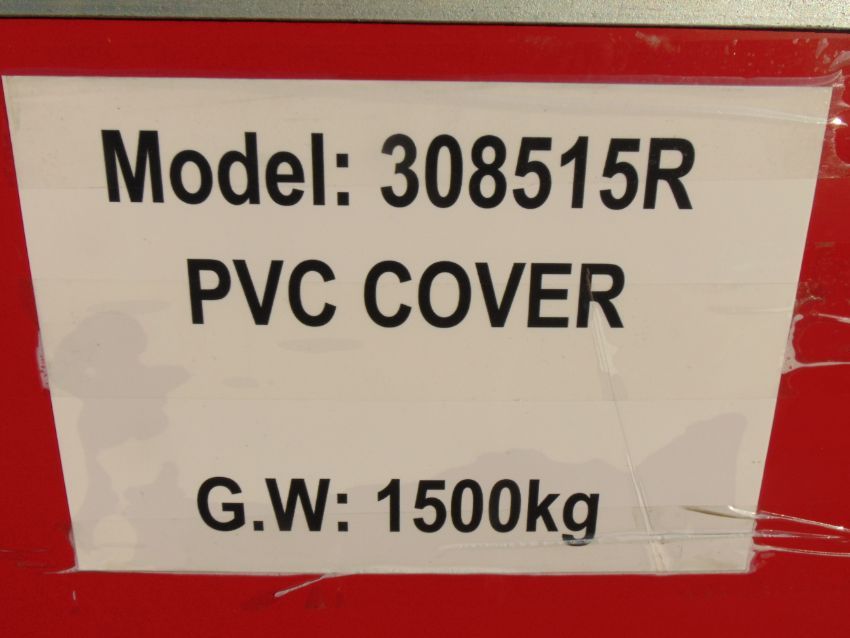 Model: 308515R
PVC COVER
G.W: 1500kg